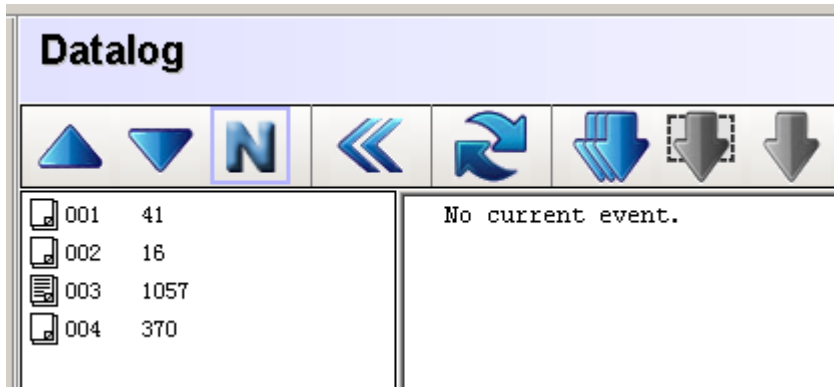 Datalog
N
001 41
002 16
003 1057
004 370
No current event.